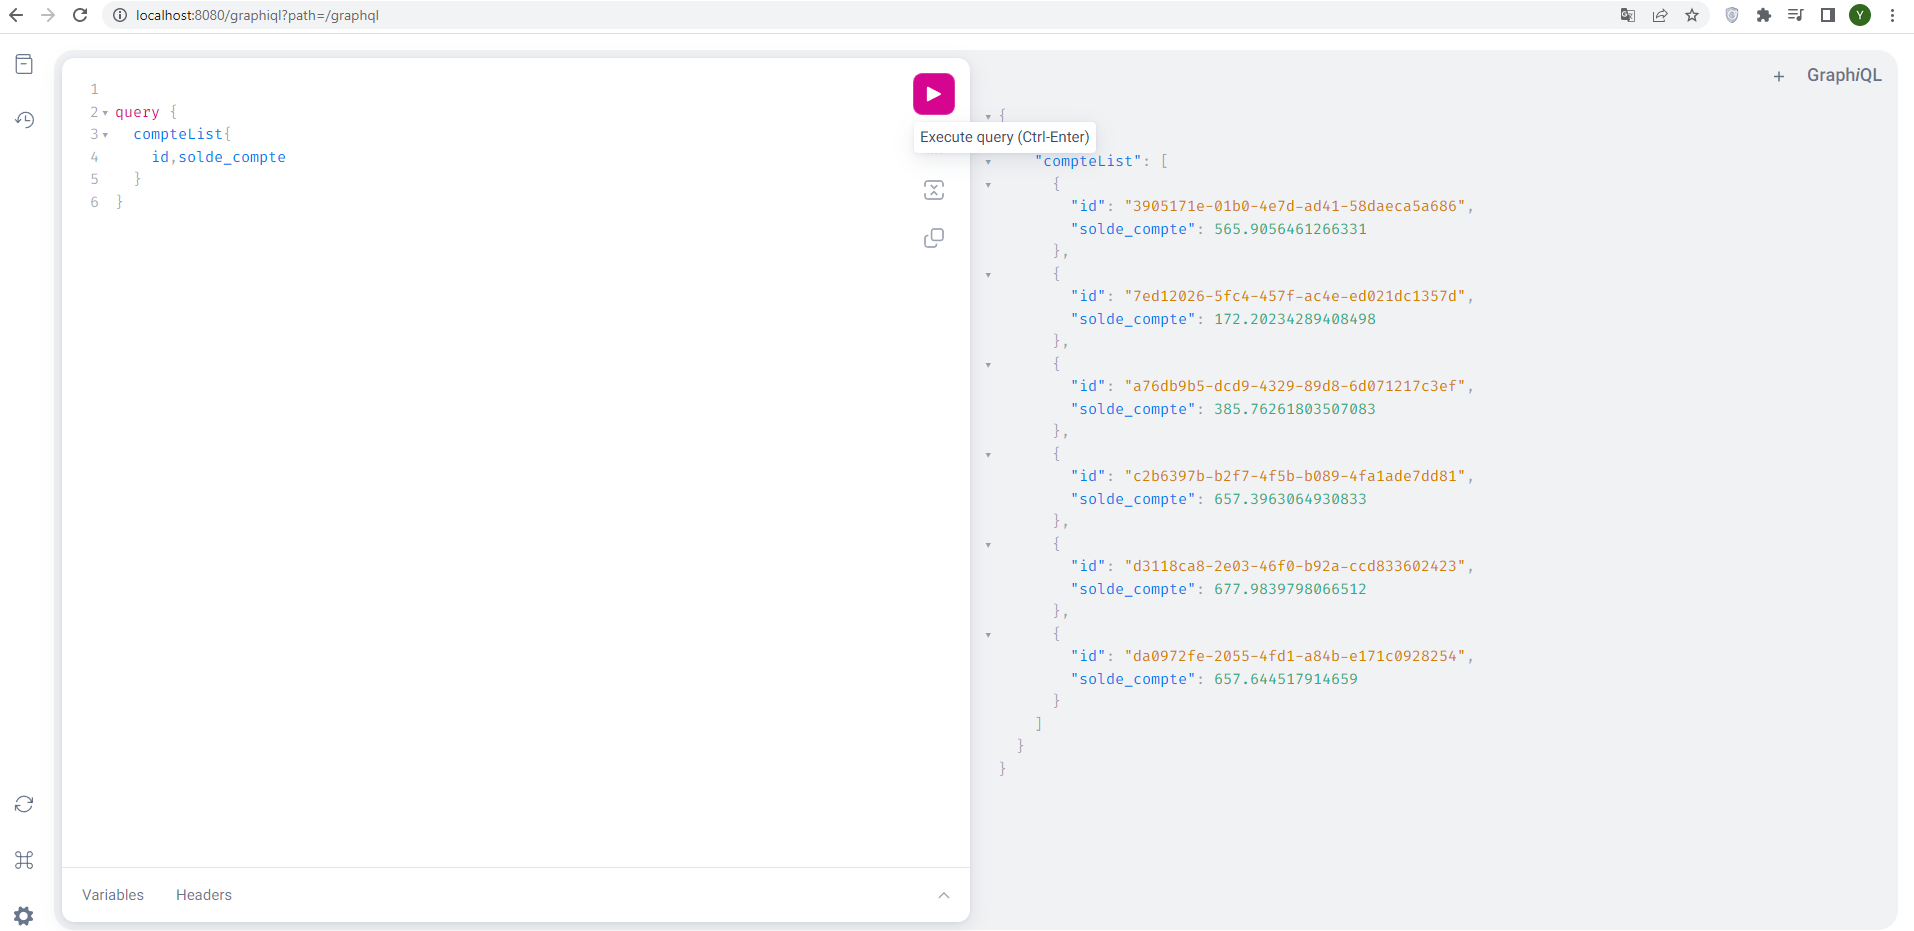 localhost:8080/graphiql?path=/graphql
Y
1
2 query {
3 compteList{
4 id,solde_compte
5 }
6 }
Execute query (Ctrl-Enter)
Variables Headers
+ GraphiQL
{
"compteList": [
{
"id": "3905171e-01b0-4e7d-ad41-58daeca5a686",
"solde_compte": 565.9056461266331
},
{
"id": "7ed12026-5fc4-457f-ac4e-ed021dc1357d",
"solde_compte": 172.20234289408498
},
{
"id": "a76db9b5-dcd9-4329-89d8-6d071217c3ef",
"solde_compte": 385.76261803507083
},
{
"id": "c2b6397b-b2f7-4f5b-b089-4fa1ade7dd81",
"solde_compte": 657.3963064930833
},
{
"id": "d3118ca8-2e03-46f0-b92a-ccd833602423",
"solde_compte": 677.9839798066512
},
{
"id": "da0972fe-2055-4fd1-a84b-e171c0928254",
"solde_compte": 657.644517914659
}
]
}
}